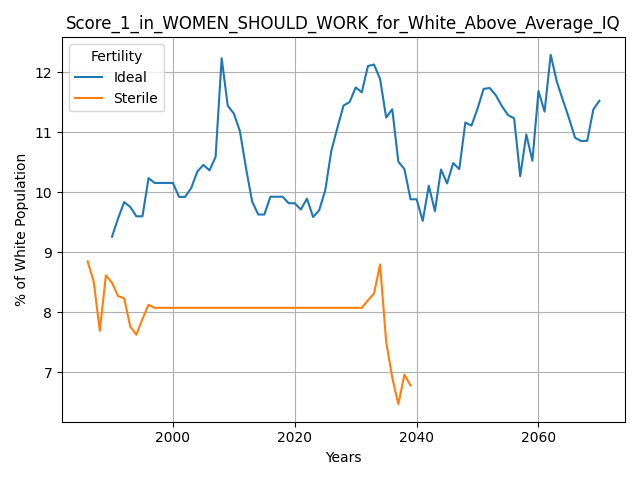 Score_1_in_WOMEN_SHOULD_WORK_for_White_Above_Average_IQ
Fertility
Ideal
Sterile
% of White Population
12
11
10
9
8
7
2000 2020 2040 2060
Years